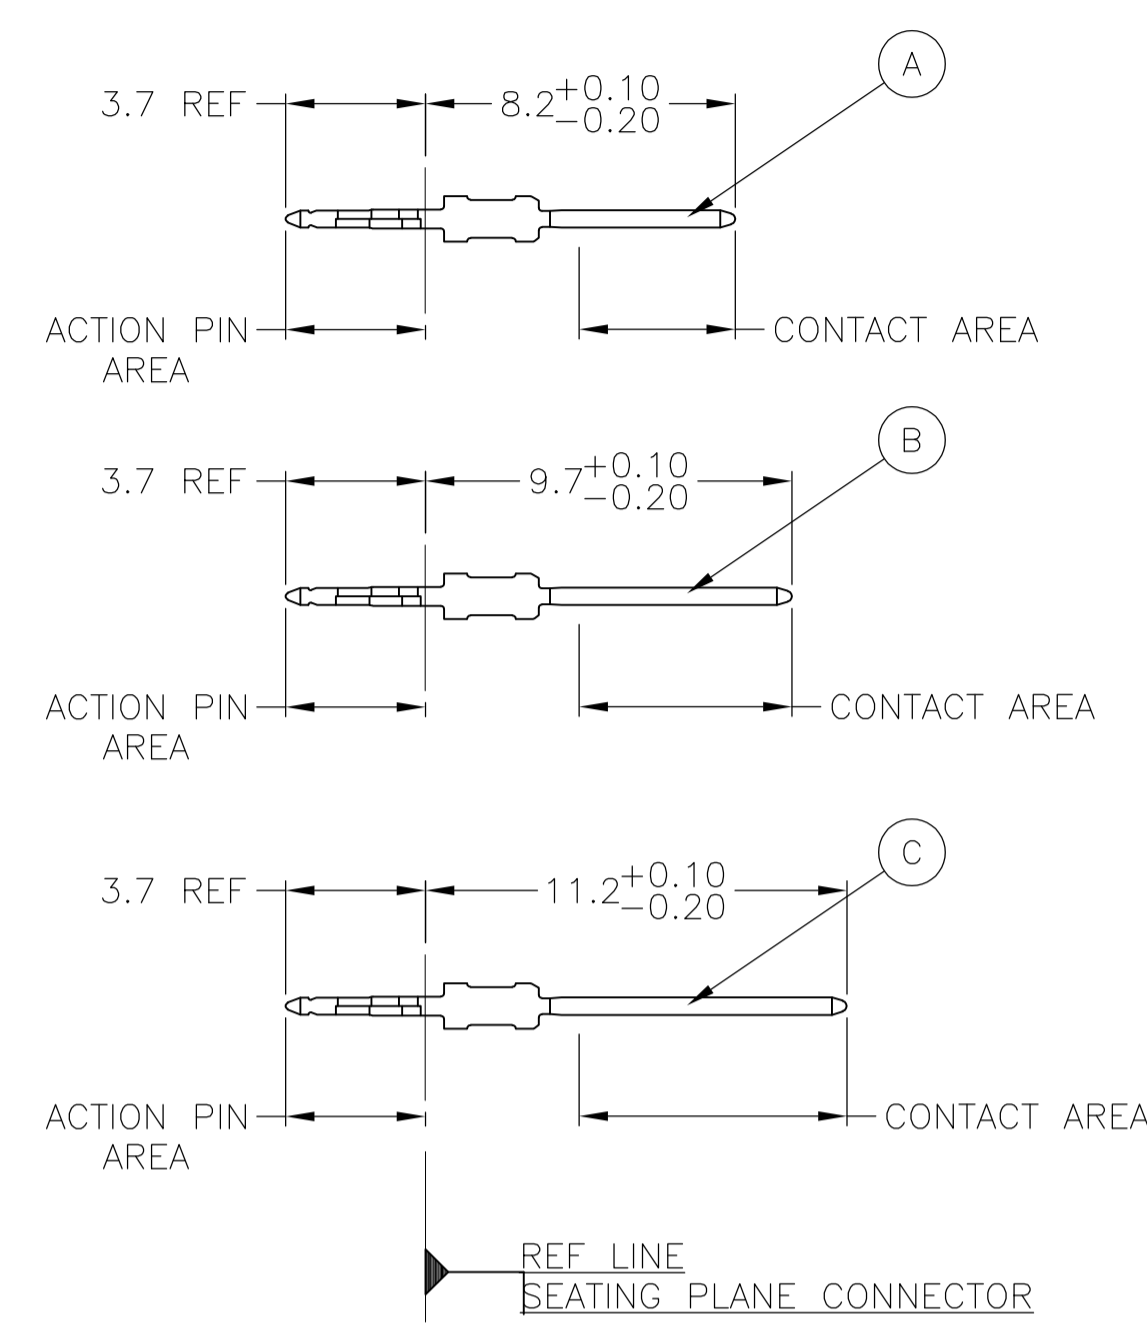 A
3.7 REF
8.2 +0.10 -0.20
ACTION PIN AREA
CONTACT AREA
B
3.7 REF
9.7 +0.10 -0.20
ACTION PIN AREA
CONTACT AREA
C
3.7 REF
11.2 +0.10 -0.20
ACTION PIN AREA
CONTACT AREA
REF LINE
SEATING PLANE CONNECTOR